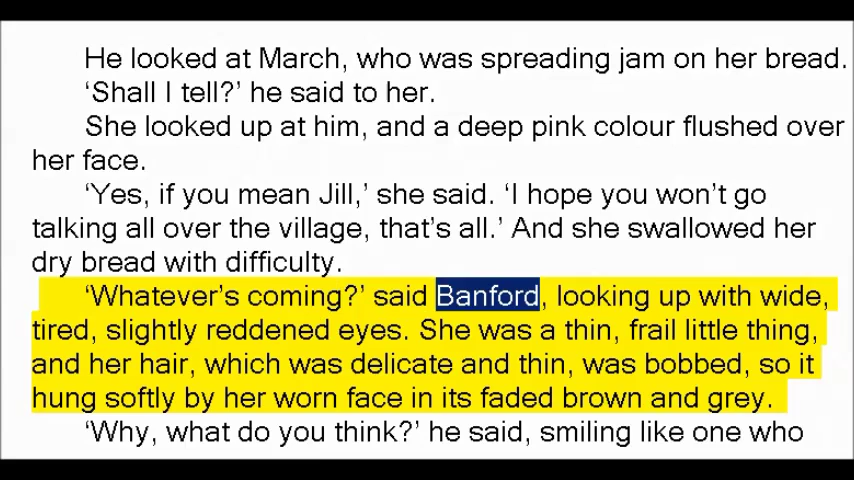 He looked at March, who was spreading jam on her bread.
‘Shall I tell?’ he said to her.
She looked up at him, and a deep pink colour flushed over
her face.
‘Yes, if you mean Jill,’ she said. ‘I hope you won’t go
talking all over the village, that’s all.’ And she swallowed her
dry bread with difficulty.
‘Whatever’s coming?’ said Banford, looking up with wide,
tired, slightly reddened eyes. She was a thin, frail little thing,
and her hair, which was delicate and thin, was bobbed, so it
hung softly by her worn face in its faded brown and grey.
‘Why, what do you think?’ he said, smiling like one who